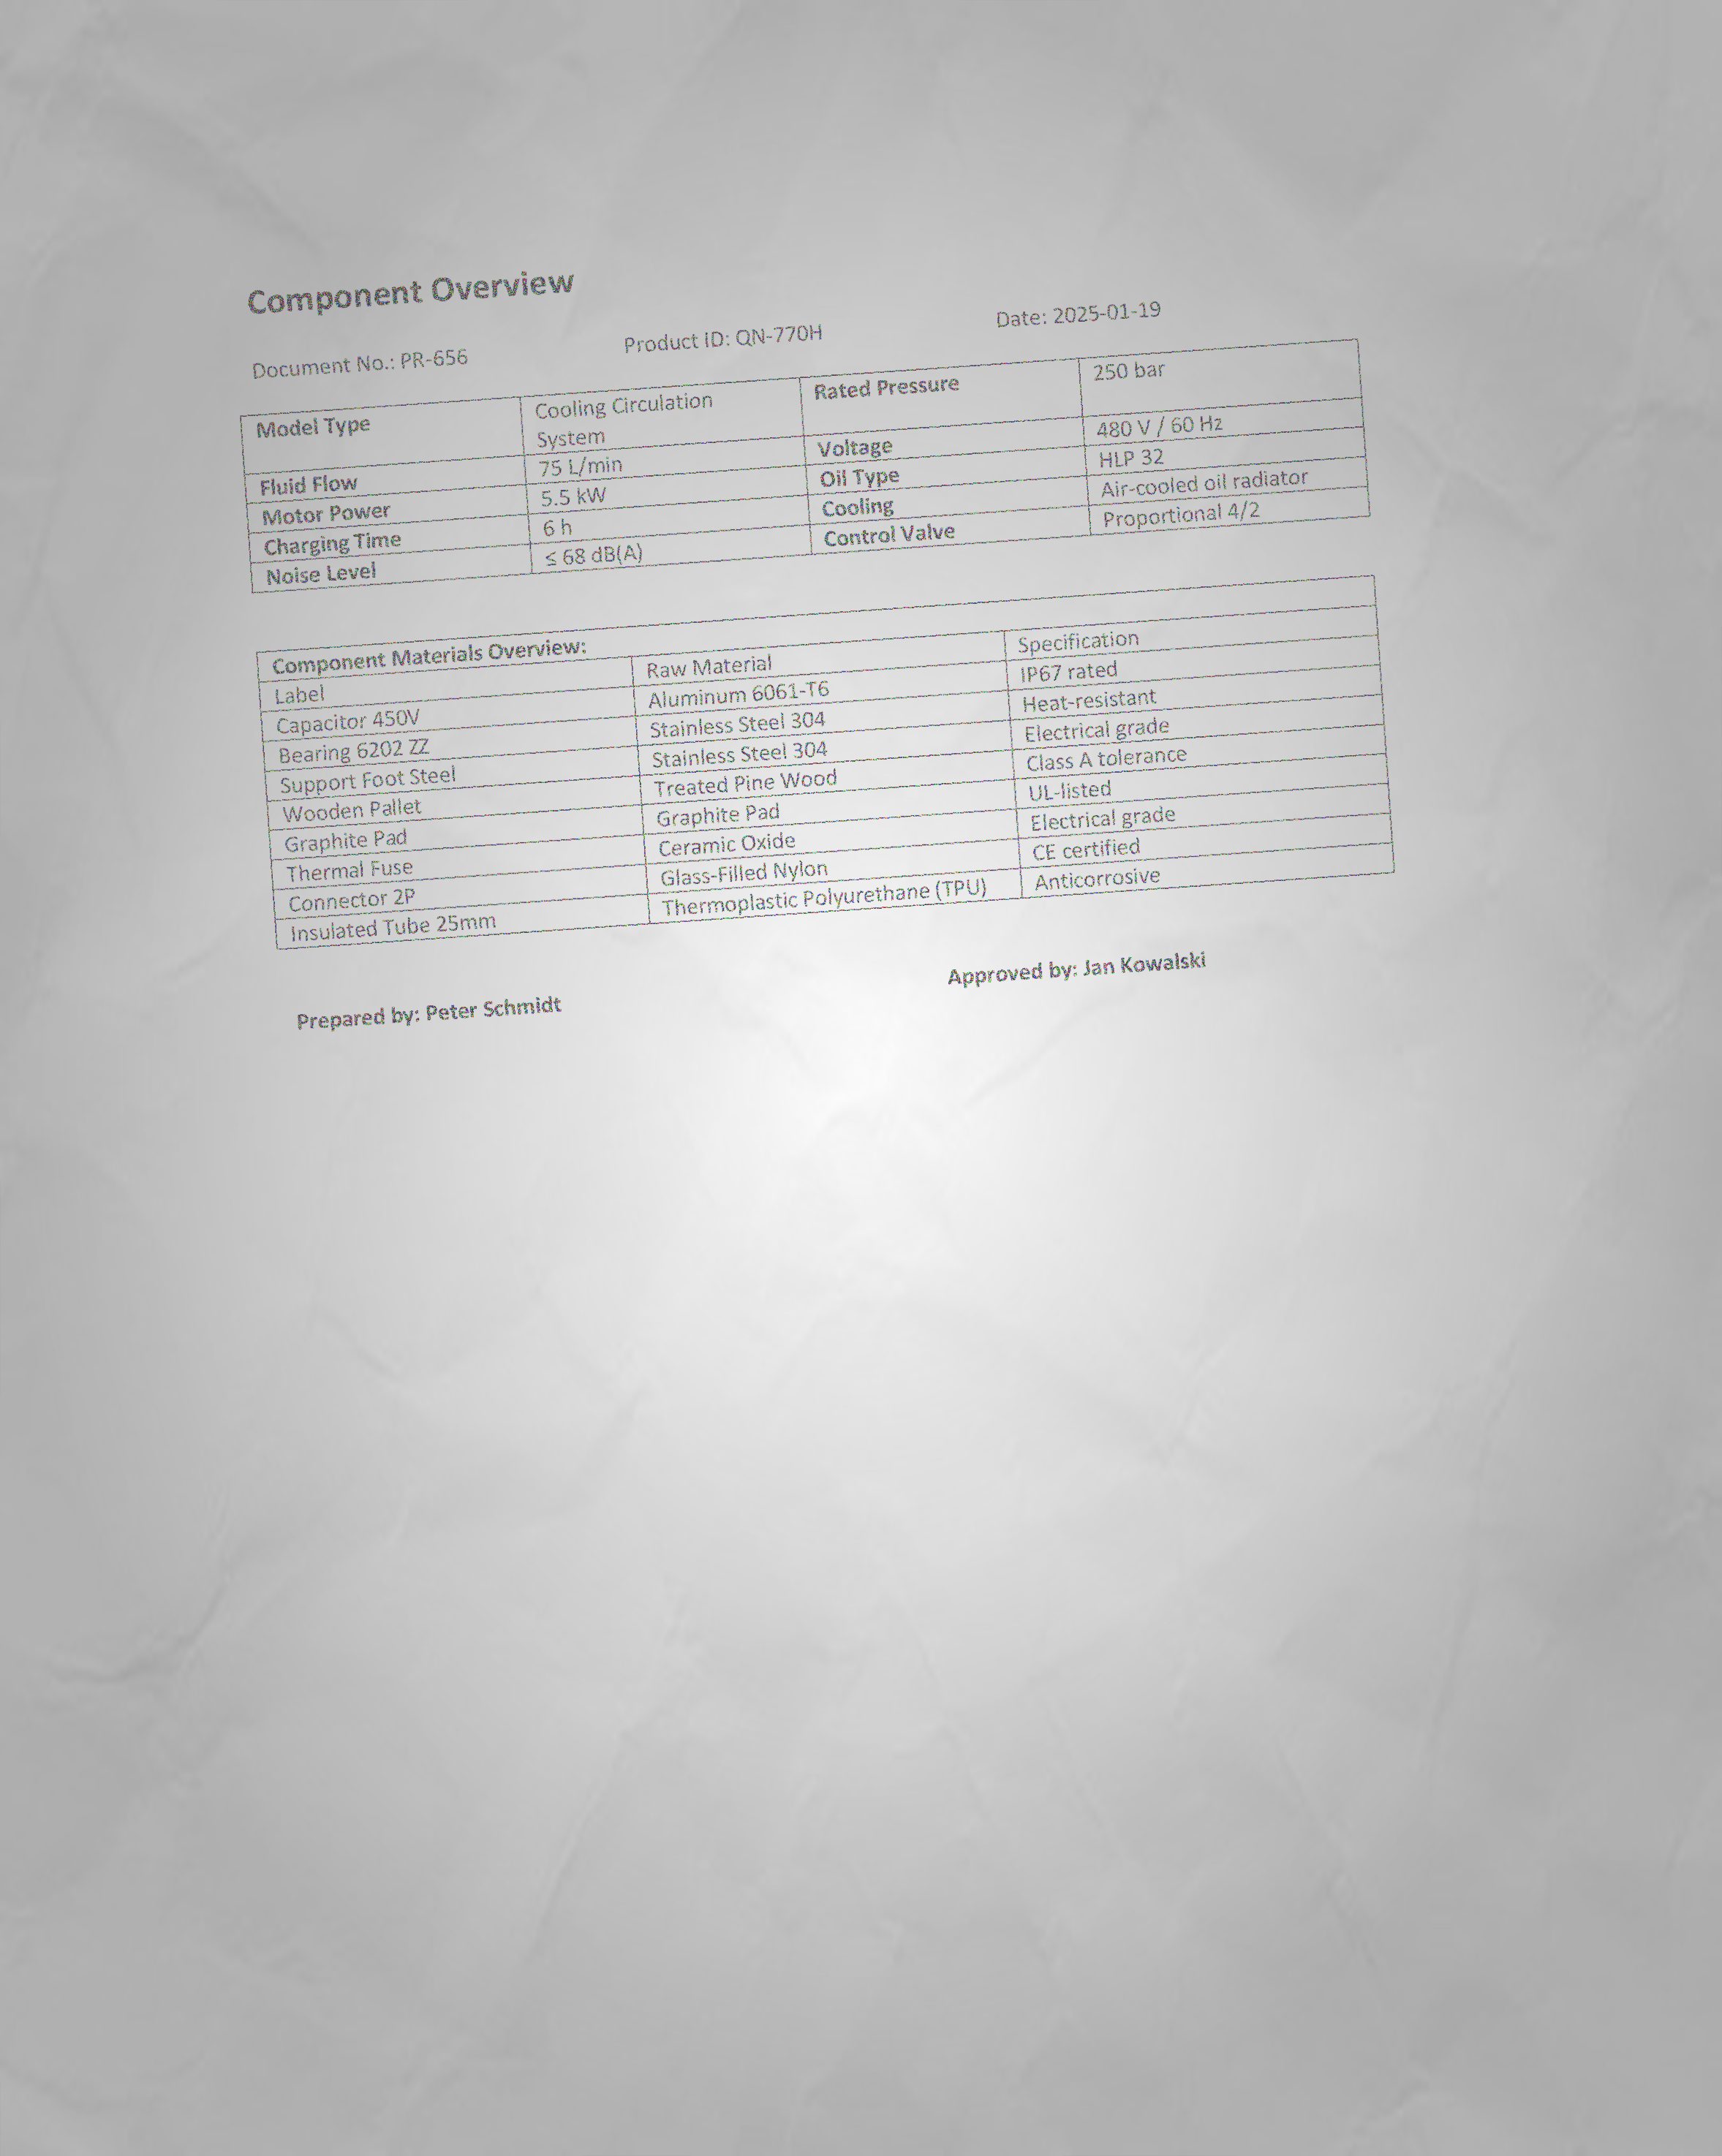 Component Overview
Document No.: PR-656 Product ID: QN-770H Date: 2025-01-19
Model Type Cooling Circulation System Rated Pressure 250 bar
Fluid Flow 75 L/min Voltage 480 V / 60 Hz
Motor Power 5.5 kW Oil Type HLP 32
Charging Time 6 h Cooling Air-cooled oil radiator
Noise Level ≤ 68 dB(A) Control Valve Proportional 4/2
Component Materials Overview:
Label Raw Material Specification
Capacitor 450V Aluminum 6061-T6 IP67 rated
Bearing 6202 ZZ Stainless Steel 304 Heat-resistant
Support Foot Steel Stainless Steel 304 Electrical grade
Wooden Pallet Treated Pine Wood Class A tolerance
Graphite Pad Graphite Pad UL-listed
Thermal Fuse Ceramic Oxide Electrical grade
Connector 2P Glass-Filled Nylon CE certified
Insulated Tube 25mm Thermoplastic Polyurethane (TPU) Anticorrosive
Prepared by: Peter Schmidt Approved by: Jan Kowalski